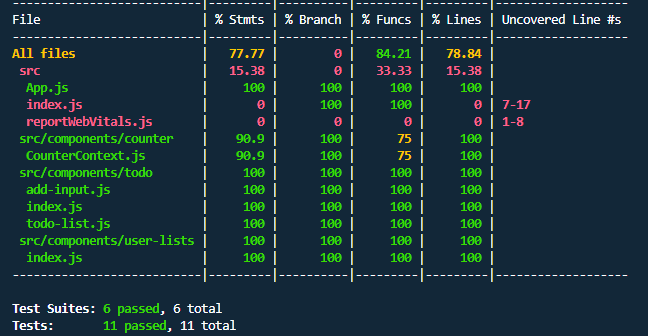 -------------------------|---------|----------|---------|---------|-------------------
File                     | % Stmts | % Branch | % Funcs | % Lines | Uncovered Line #s
-------------------------|---------|----------|---------|---------|-------------------
All files                |   77.77 |        0 |   84.21 |   78.84 |
 src                     |   15.38 |        0 |   33.33 |   15.38 |
  App.js                 |     100 |      100 |     100 |     100 |
  index.js               |       0 |      100 |     100 |       0 | 7-17
  reportWebVitals.js     |       0 |        0 |       0 |       0 | 1-8
 src/components/counter  |    90.9 |      100 |      75 |     100 |
  CounterContext.js      |    90.9 |      100 |      75 |     100 |
 src/components/todo     |     100 |      100 |     100 |     100 |
  add-input.js           |     100 |      100 |     100 |     100 |
  index.js               |     100 |      100 |     100 |     100 |
  todo-list.js           |     100 |      100 |     100 |     100 |
 src/components/user-lists |     100 |      100 |     100 |     100 |
  index.js               |     100 |      100 |     100 |     100 |
-------------------------|---------|----------|---------|---------|-------------------
Test Suites: 6 passed, 6 total
Tests:       11 passed, 11 total